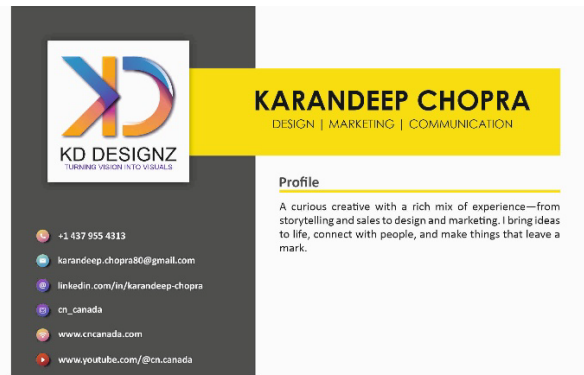 KD DESIGNZ
TURNING VISION INTO VISUALS
KARANDEEP CHOPRA
DESIGN | MARKETING | COMMUNICATION
Profile
A curious creative with a rich mix of experience—from
storytelling and sales to design and marketing. I bring ideas
to life, connect with people, and make things that leave a
mark.
+1 437 955 4313
karandeep.chopra80@gmail.com
linkedin.com/in/karandeep-chopra
cn_canada
www.cncanada.com
www.youtube.com/@cn.canada